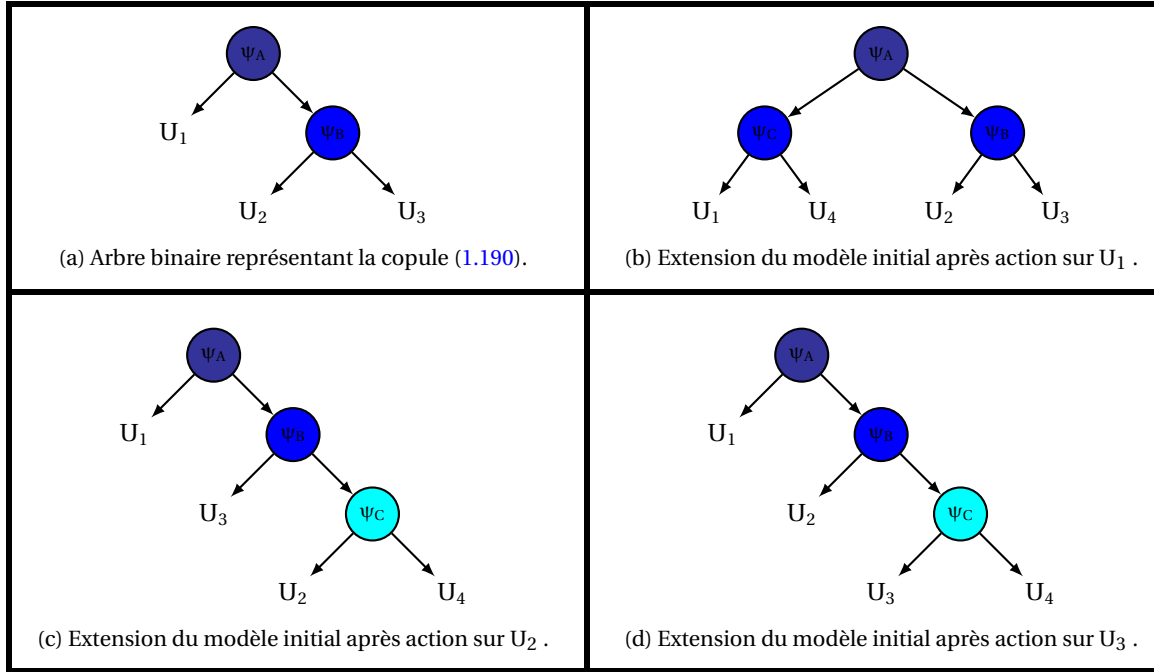 ψA
U1
ψB
U2 U3
(a) Arbre binaire représentant la copule (1.190).
ψA
ψC ψB
U1 U4 U2 U3
(b) Extension du modèle initial après action sur U1 .
ψA
U1
ψB
U3
ψC
U2 U4
(c) Extension du modèle initial après action sur U2 .
ψA
U1
ψB
U2
ψC
U3 U4
(d) Extension du modèle initial après action sur U3 .